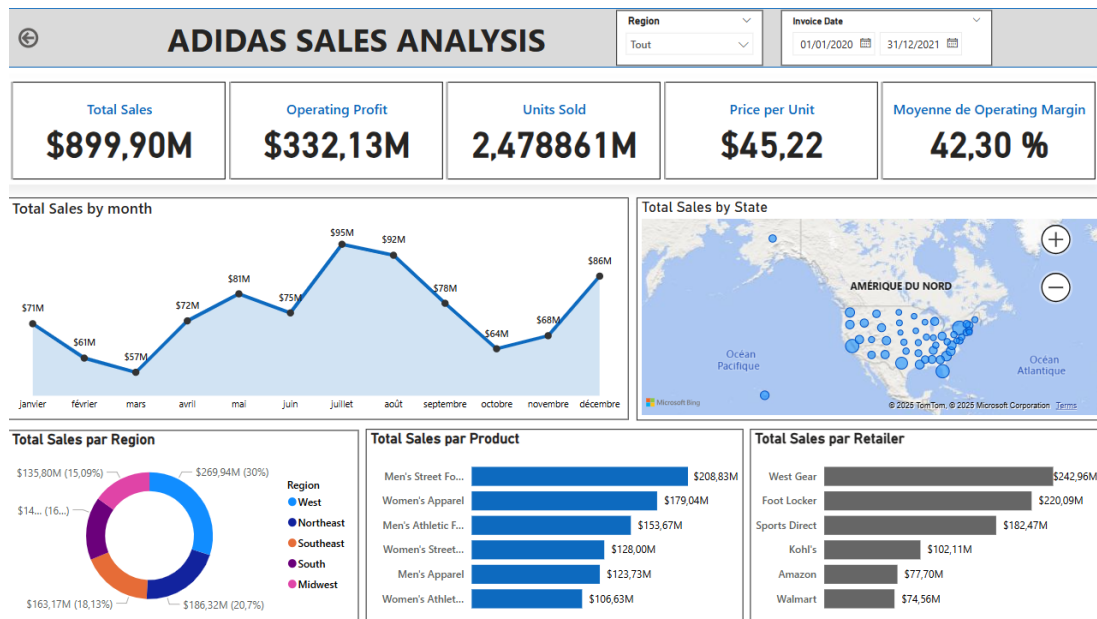 ADIDAS SALES ANALYSIS
Region
Tout
Invoice Date
01/01/2020 31/12/2021
Total Sales
$899,90M
Operating Profit
$332,13M
Units Sold
2,478861M
Price per Unit
$45,22
Moyenne de Operating Margin
42,30 %
Total Sales by month
$71M
$61M
$57M
$72M
$81M
$75M
$95M
$92M
$78M
$64M
$68M
$86M
janvier février mars avril mai juin juillet août septembre octobre novembre décembre
Total Sales by State
AMÉRIQUE DU NORD
Océan
Pacifique
Océan
Atlantique
Microsoft Bing
© 2025 TomTom, © 2025 Microsoft Corporation Terms
Total Sales par Region
$135,80M (15,09%)
$269,94M (30%)
$14... (16...)
$163,17M (18,13%)
$186,32M (20,7%)
Region
West
Northeast
Southeast
South
Midwest
Total Sales par Product
Men's Street Fo... $208,83M
Women's Apparel $179,04M
Men's Athletic F... $153,67M
Women's Street... $128,00M
Men's Apparel $123,73M
Women's Athlet... $106,63M
Total Sales par Retailer
West Gear $242,96M
Foot Locker $220,09M
Sports Direct $182,47M
Kohl's $102,11M
Amazon $77,70M
Walmart $74,56M